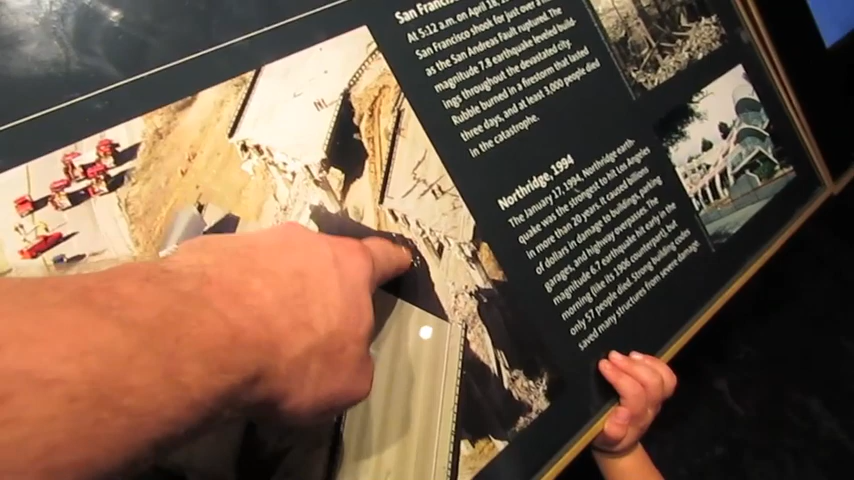 San Francisco
At 5:12 a.m. on April 18,
San Francisco shook for just over a
as the San Andreas Fault ruptured. The
magnitude 7.8 earthquake leveled build-
ings throughout the devastated city.
Rubble burned in a firestorm that lasted
three days, and at least 3,000 people died
in the catastrophe.
Northridge, 1994
The January 17, 1994, Northridge earth-
quake was the strongest to hit Los Angeles
in more than 20 years. It caused billions
of dollars in damage to buildings, parking
garages, and highway overpasses. The
magnitude 6.7 earthquake hit early in the
morning (like its 1906 counterpart), but
only 57 people died. Strong building codes
saved many structures from severe damage.